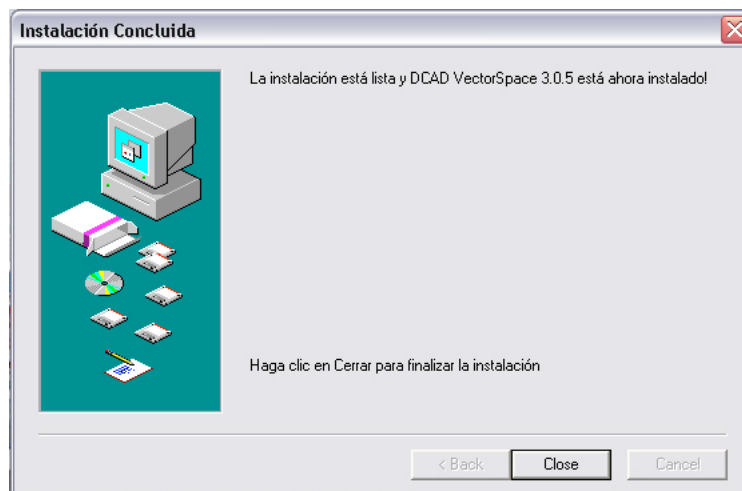 Instalación Concluida
La instalación está lista y DCAD VectorSpace 3.0.5 está ahora instalado!
Haga clic en Cerrar para finalizar la instalación
< Back
Close
Cancel